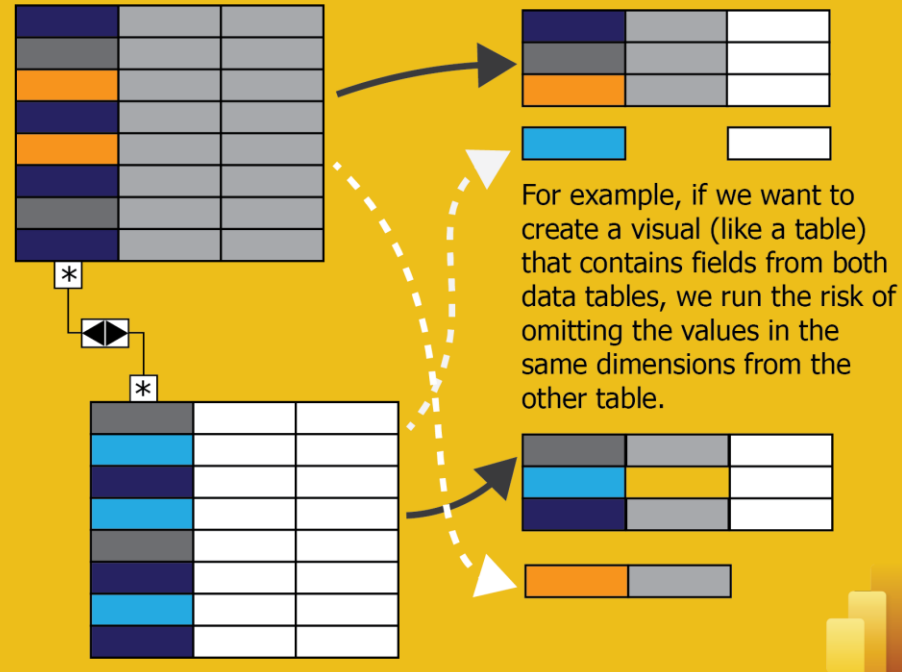 *
*
For example, if we want to
create a visual (like a table)
that contains fields from both
data tables, we run the risk of
omitting the values in the
same dimensions from the
other table.